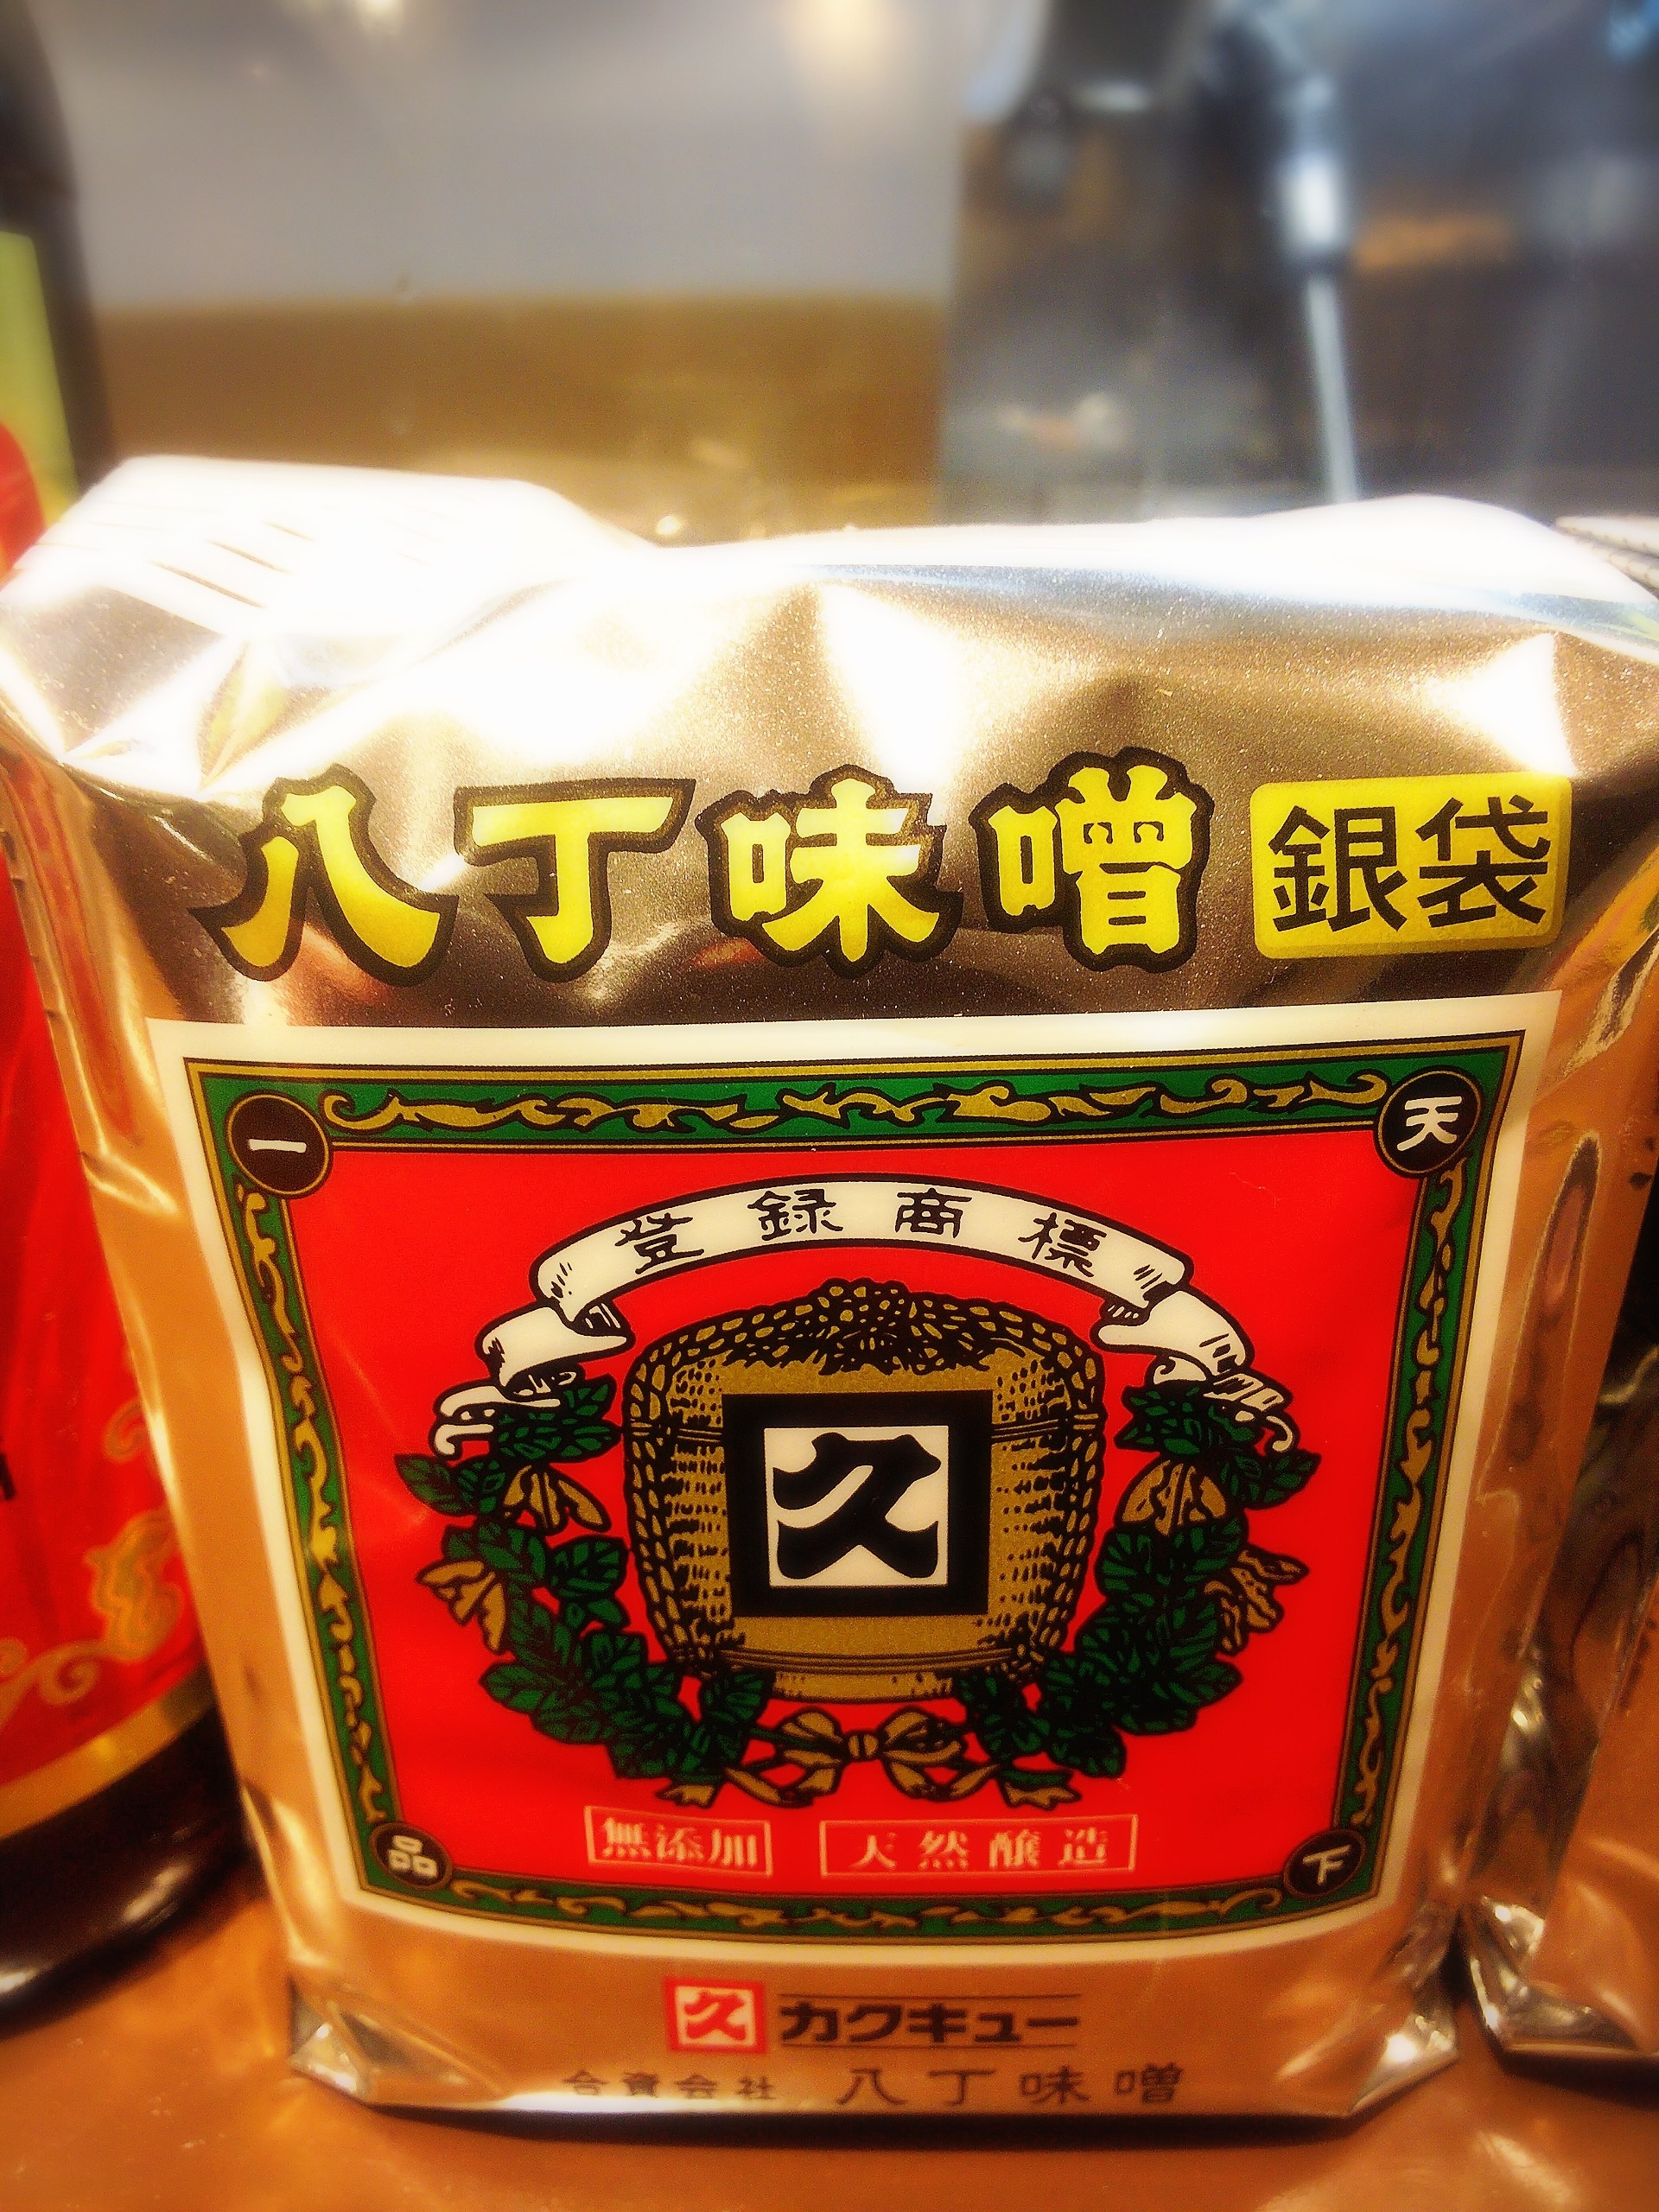 八丁味噌 銀袋
一 天
登録商標
久
無添加 天然醸造
品 下
久 カクキュー
合資会社 八丁味噌